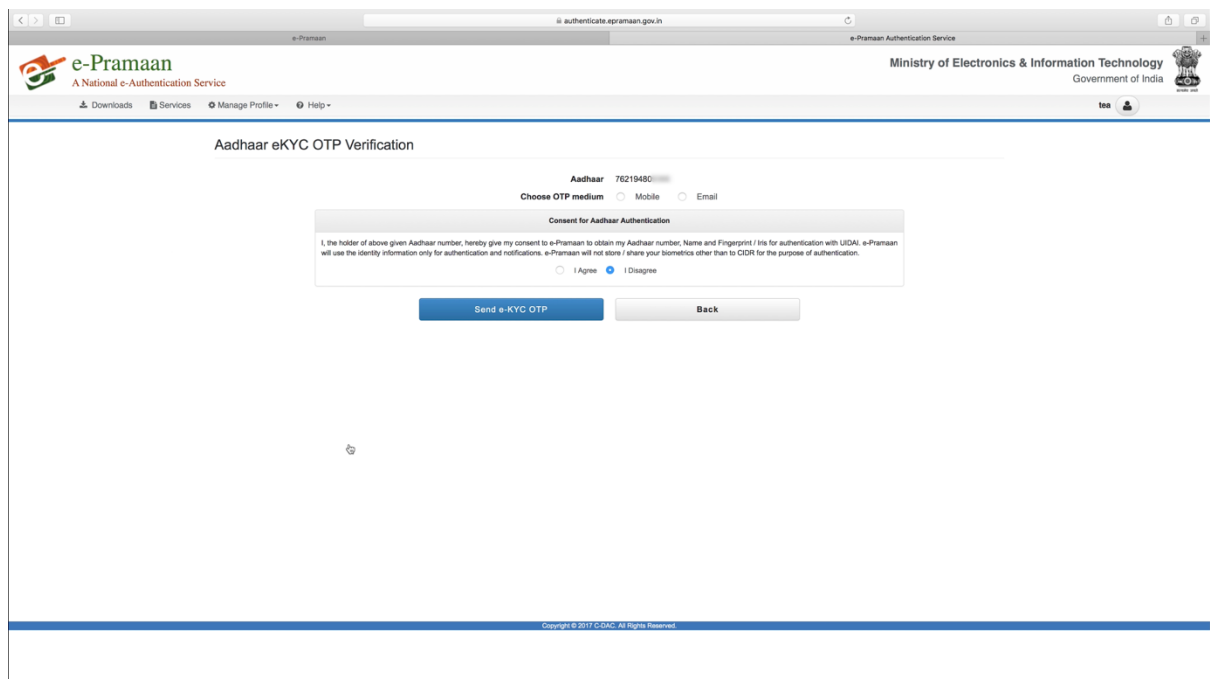 authenticate.epramaan.gov.in
e-Pramaan
e-Pramaan Authentication Service
e-Pramaan
A National e-Authentication Service
Ministry of Electronics & Information Technology
Government of India
Downloads Services Manage Profile Help
tea
Aadhaar eKYC OTP Verification
Aadhaar 76219480
Choose OTP medium Mobile Email
Consent for Aadhaar Authentication
I, the holder of above given Aadhaar number, hereby give my consent to e-Pramaan to obtain my Aadhaar number, Name and Fingerprint / Iris for authentication with UIDAI. e-Pramaan
will use the identity information only for authentication and notifications. e-Pramaan will not store / share your biometrics other than to CIDR for the purpose of authentication.
I Agree I Disagree
Send e-KYC OTP Back
Copyright © 2017 C-DAC. All Rights Reserved.